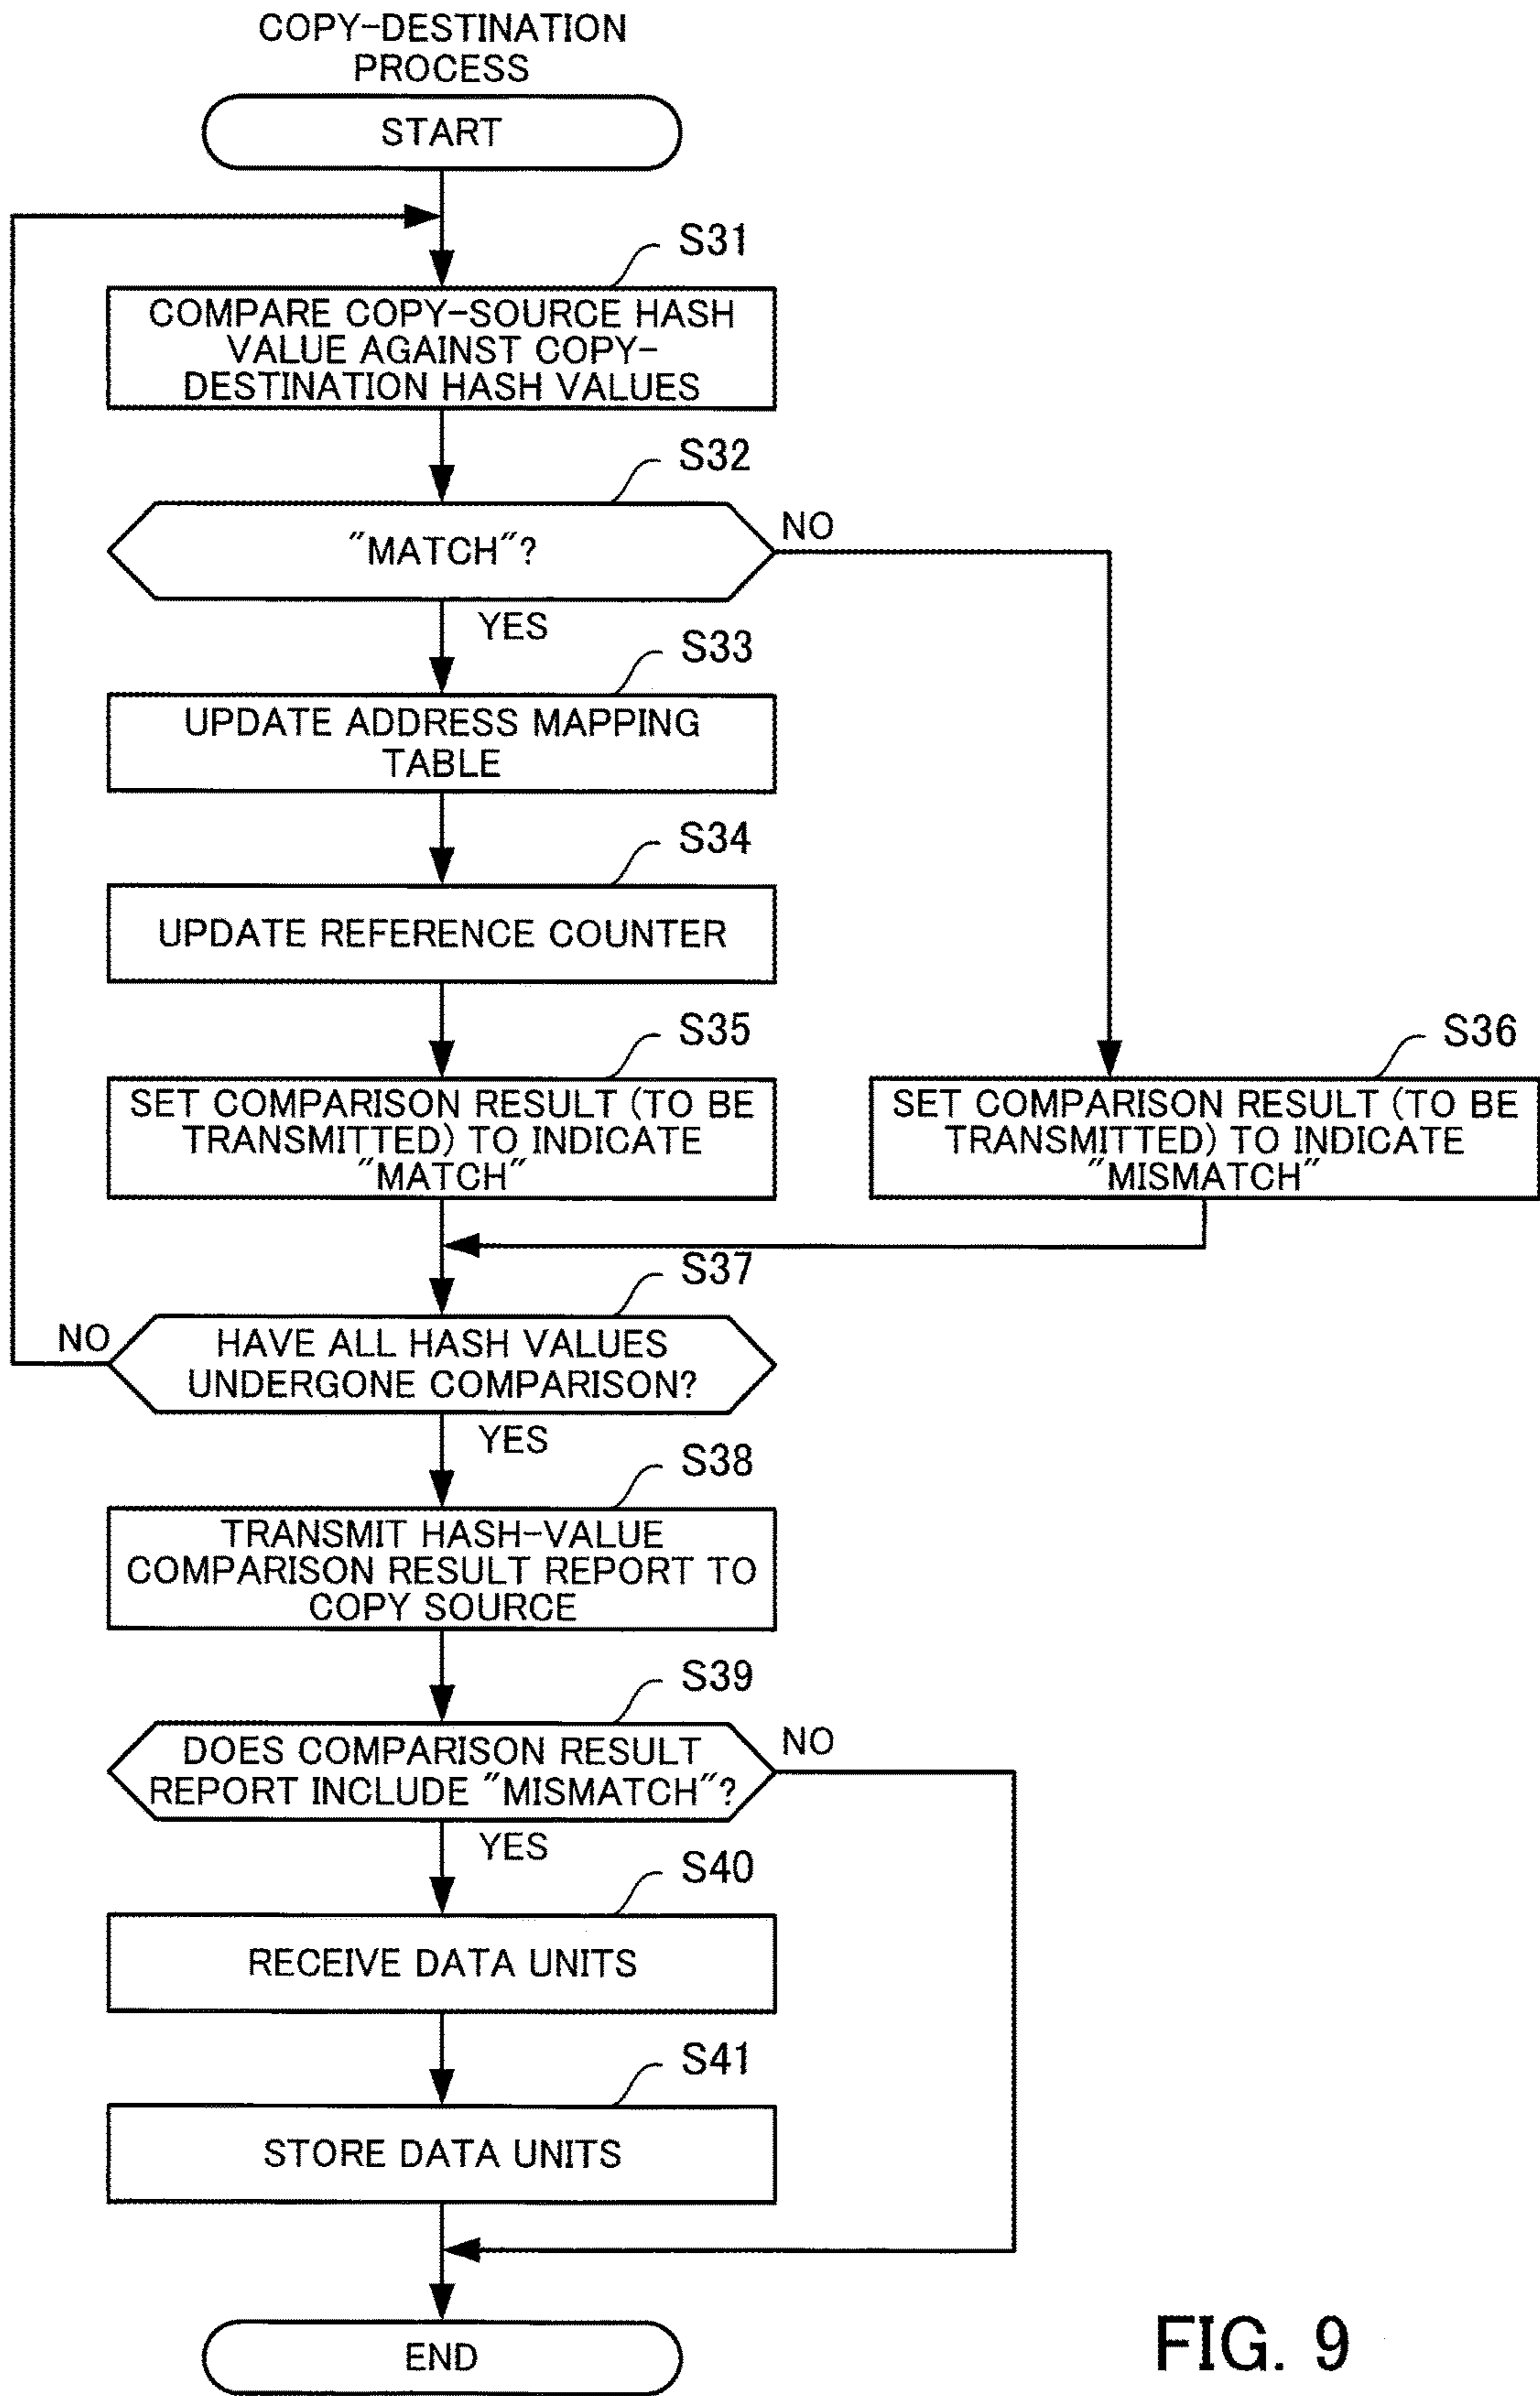 COPY-DESTINATION
PROCESS
START
S31
COMPARE COPY-SOURCE HASH
VALUE AGAINST COPY-
DESTINATION HASH VALUES
S32
"MATCH"?
NO
YES
S33
UPDATE ADDRESS MAPPING
TABLE
S34
UPDATE REFERENCE COUNTER
S35
SET COMPARISON RESULT (TO BE
TRANSMITTED) TO INDICATE
"MATCH"
S36
SET COMPARISON RESULT (TO BE
TRANSMITTED) TO INDICATE
"MISMATCH"
S37
NO
HAVE ALL HASH VALUES
UNDERGONE COMPARISON?
YES
S38
TRANSMIT HASH-VALUE
COMPARISON RESULT REPORT TO
COPY SOURCE
S39
DOES COMPARISON RESULT
REPORT INCLUDE "MISMATCH"?
NO
YES
S40
RECEIVE DATA UNITS
S41
STORE DATA UNITS
END
FIG. 9